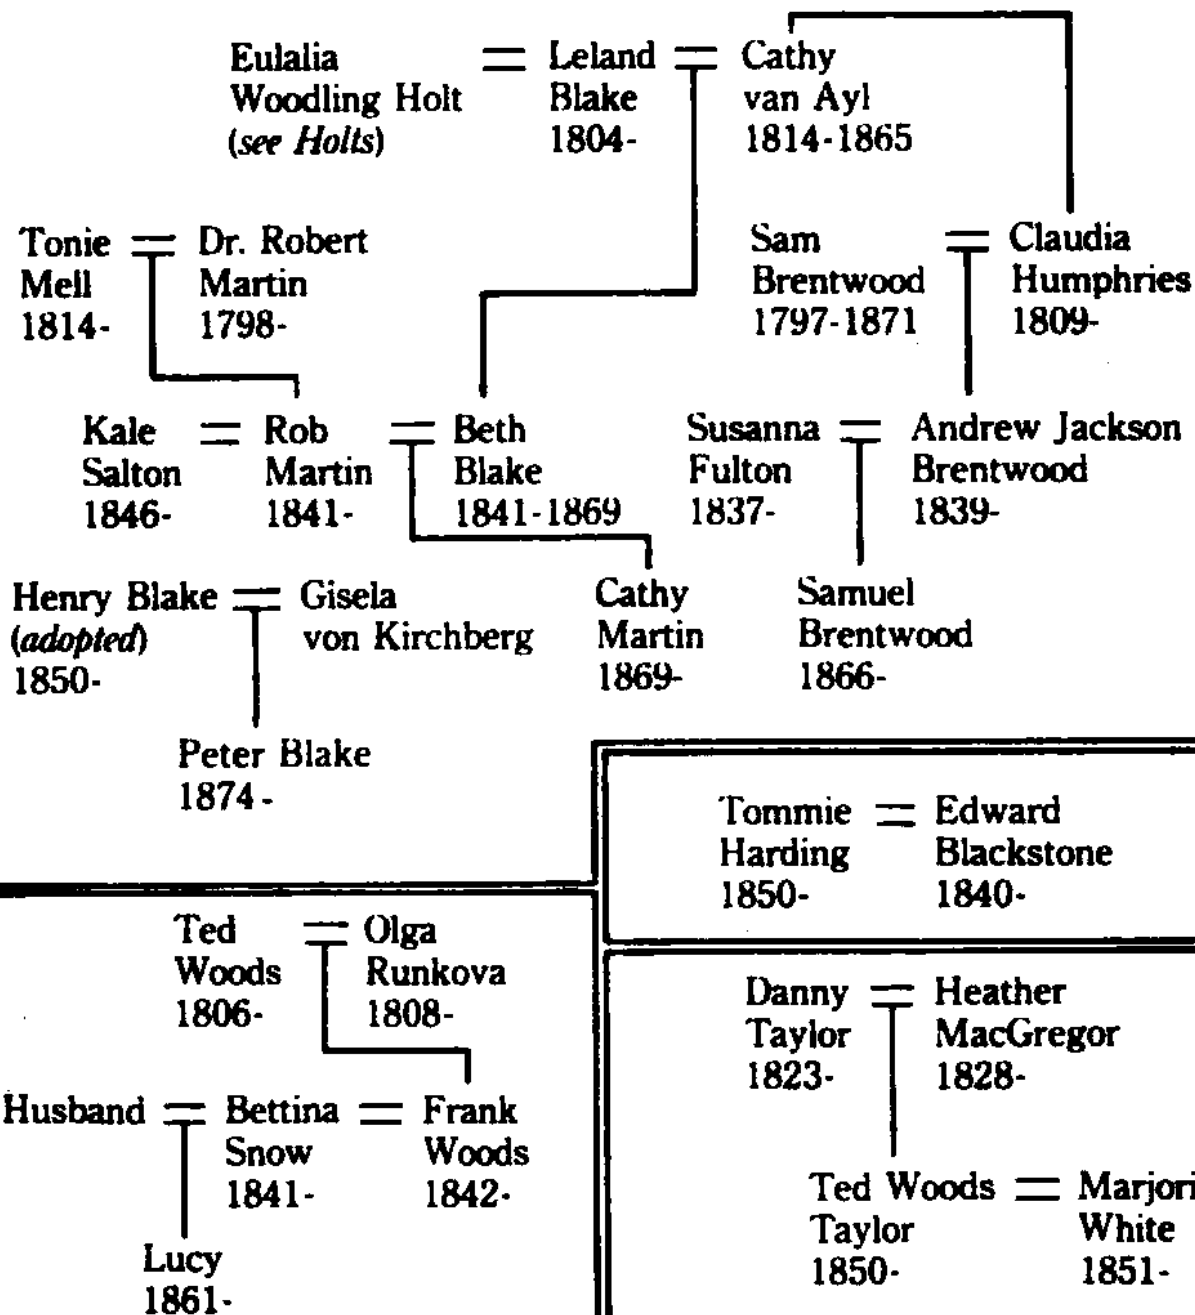 Eulalia = Leland = Cathy
Woodling Holt Blake van Ayl
(see Holts) 1804- 1814-1865
Tonie = Dr. Robert Sam = Claudia
Mell Martin Brentwood Humphries
1814- 1798- 1797-1871 1809-
Kale = Rob = Beth Susanna = Andrew Jackson
Salton Martin Blake Fulton Brentwood
1846- 1841- 1841-1869 1837- 1839-
Henry Blake = Gisela Cathy Samuel
(adopted) von Kirchberg Martin Brentwood
1850- 1869- 1866-
Peter Blake
1874-
Tommie = Edward
Harding Blackstone
1850- 1840-
Ted = Olga
Woods Runkova
1806- 1808-
Danny = Heather
Taylor MacGregor
1823- 1828-
Husband = Bettina = Frank
Snow Woods
1841- 1842-
Lucy
1861-
Ted Woods = Marjori
Taylor White
1850- 1851-